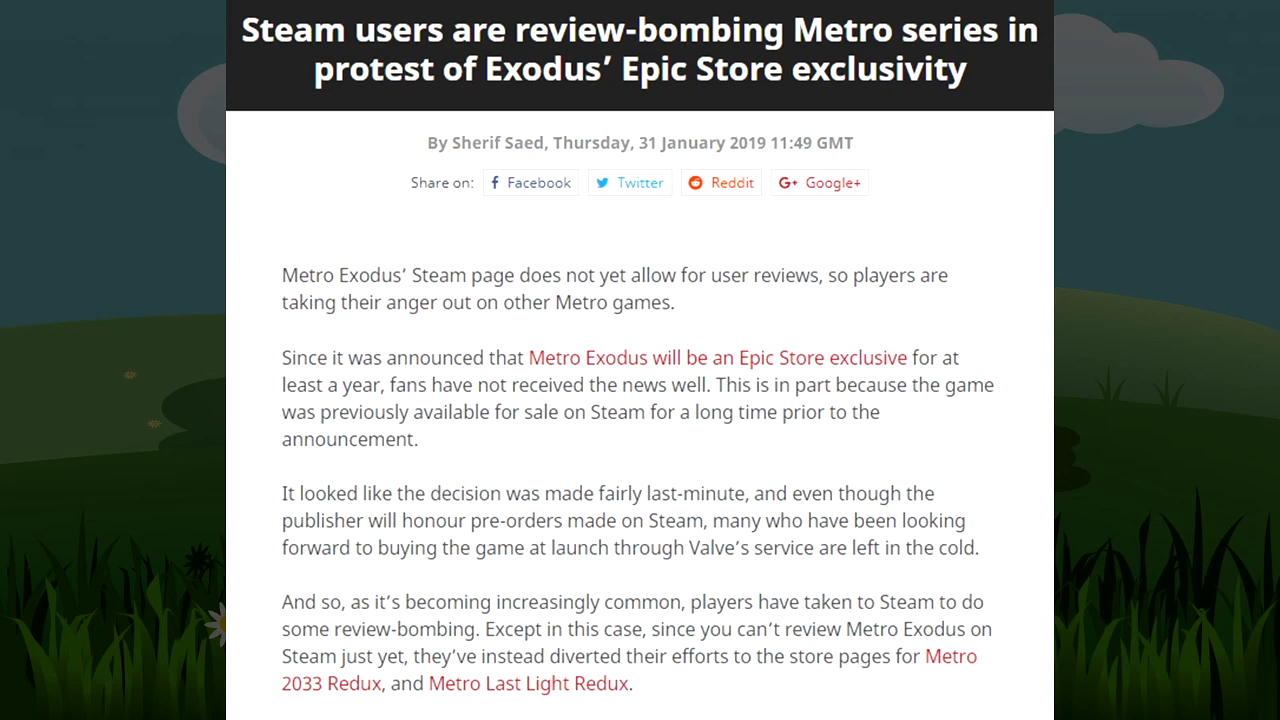 Steam users are review-bombing Metro series in
protest of Exodus’ Epic Store exclusivity
By Sherif Saed, Thursday, 31 January 2019 11:49 GMT
Share on: Facebook Twitter Reddit G+ Google+
Metro Exodus’ Steam page does not yet allow for user reviews, so players are
taking their anger out on other Metro games.
Since it was announced that Metro Exodus will be an Epic Store exclusive for at
least a year, fans have not received the news well. This is in part because the game
was previously available for sale on Steam for a long time prior to the
announcement.
It looked like the decision was made fairly last-minute, and even though the
publisher will honour pre-orders made on Steam, many who have been looking
forward to buying the game at launch through Valve’s service are left in the cold.
And so, as it’s becoming increasingly common, players have taken to Steam to do
some review-bombing. Except in this case, since you can’t review Metro Exodus on
Steam just yet, they’ve instead diverted their efforts to the store pages for Metro
2033 Redux, and Metro Last Light Redux.